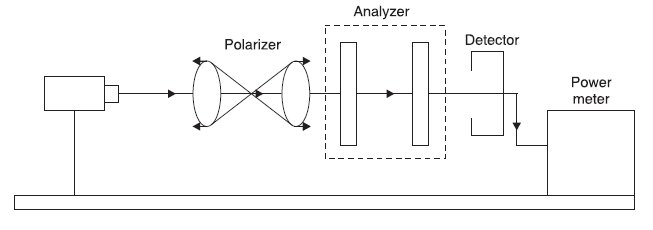 Analyzer
Polarizer
Detector
Power
meter